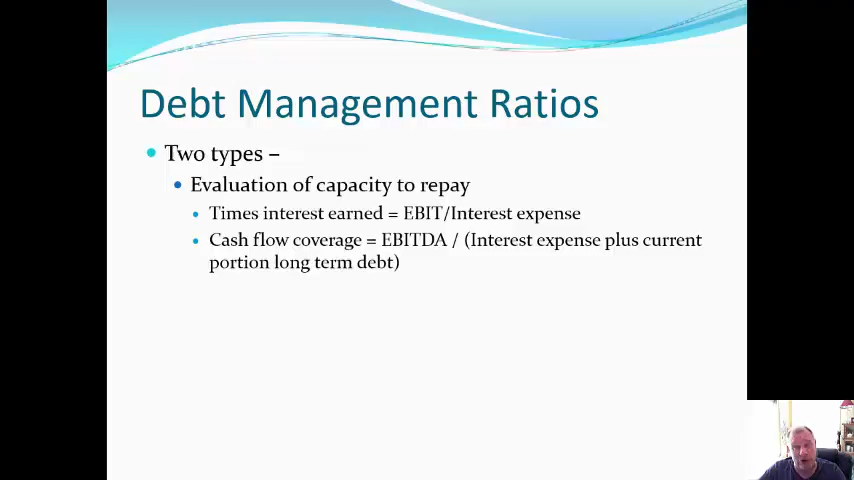 Debt Management Ratios
Two types –
Evaluation of capacity to repay
Times interest earned = EBIT/Interest expense
Cash flow coverage = EBITDA / (Interest expense plus current
portion long term debt)